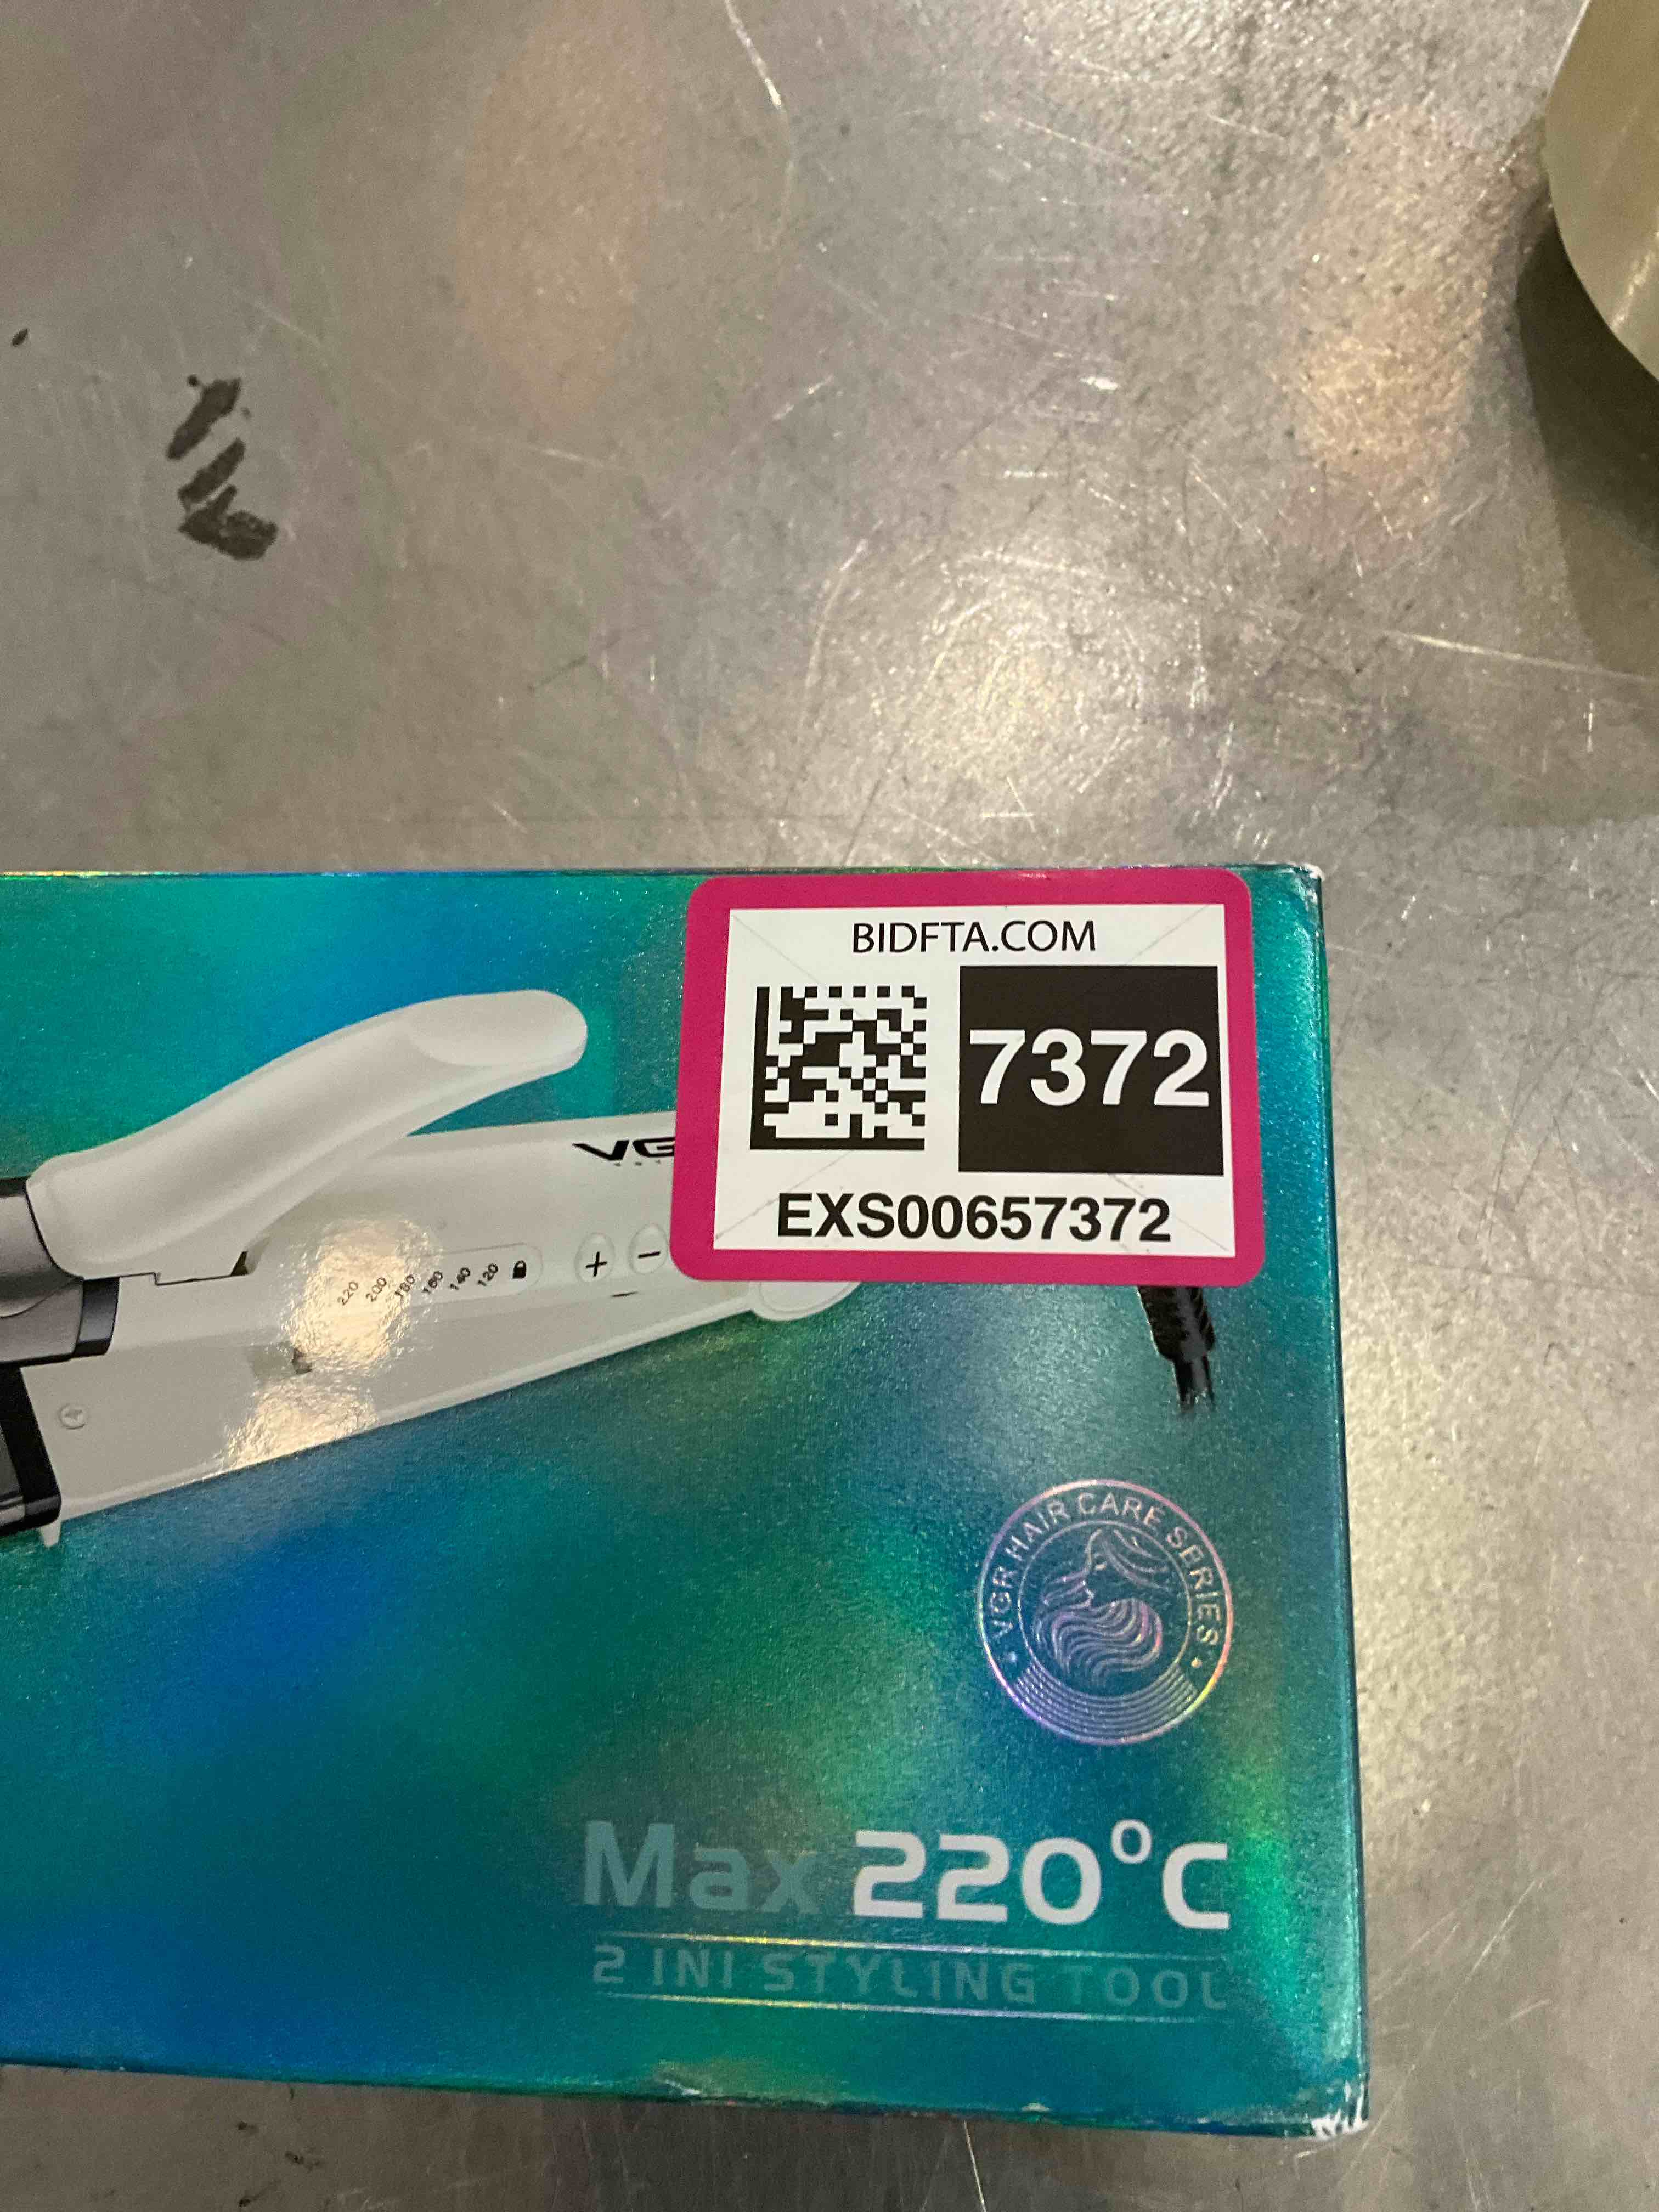 BIDFTA.COM
7372
EXS00657372
VG
220 200 180 160 140 120
+ −
VGR HAIR CARE SERIES
Max 220°C
2 IN1 STYLING TOOL